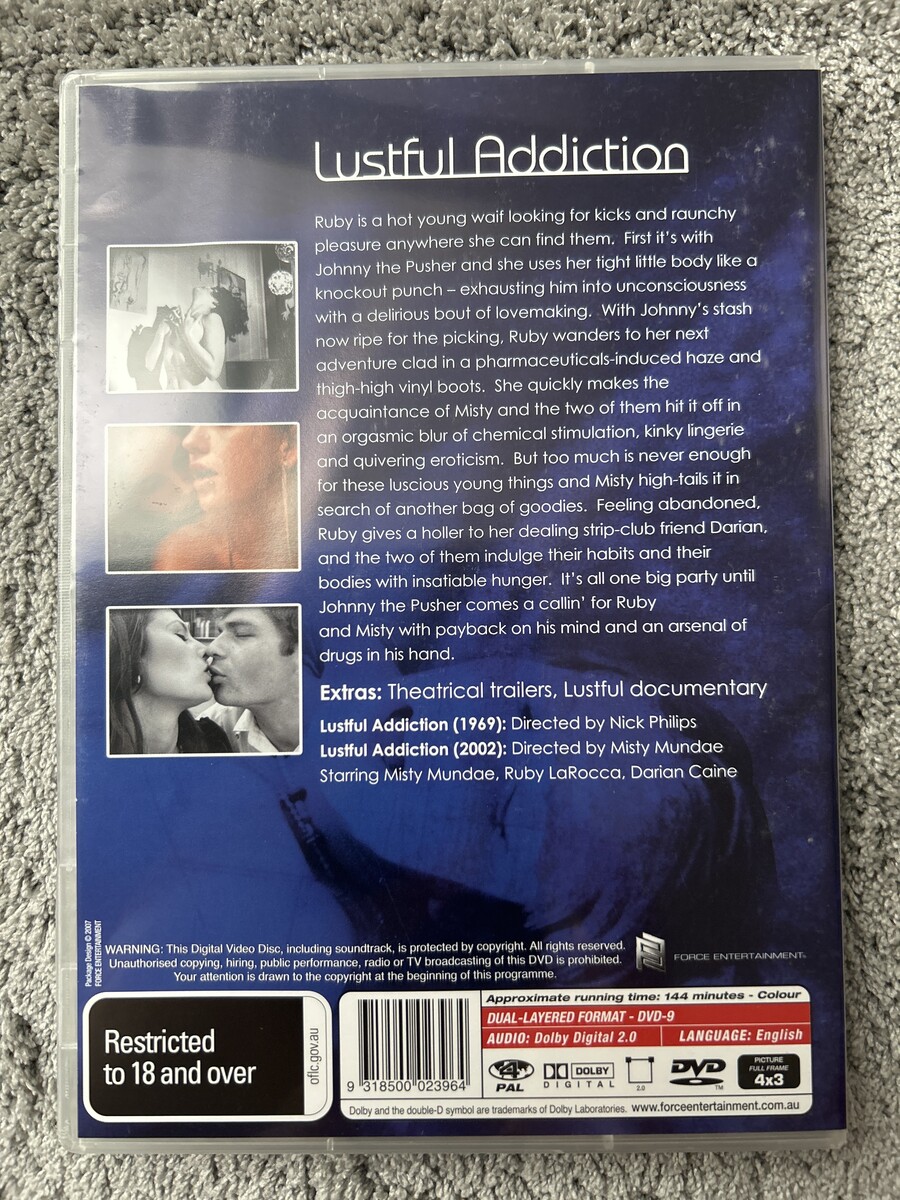 Lustful Addiction
Ruby is a hot young waif looking for kicks and raunchy
pleasure anywhere she can find them. First it's with
Johnny the Pusher and she uses her tight little body like a
knockout punch – exhausting him into unconsciousness
with a delirious bout of lovemaking. With Johnny's stash
now ripe for the picking, Ruby wanders to her next
adventure clad in a pharmaceuticals-induced haze and
thigh-high vinyl boots. She quickly makes the
acquaintance of Misty and the two of them hit it off in
an orgasmic blur of chemical stimulation, kinky lingerie
and quivering eroticism. But too much is never enough
for these luscious young things and Misty high-tails it in
search of another bag of goodies. Feeling abandoned,
Ruby gives a holler to her dealing strip-club friend Darian,
and the two of them indulge their habits and their
bodies with insatiable hunger. It's all one big party until
Johnny the Pusher comes a callin' for Ruby
and Misty with payback on his mind and an arsenal of
drugs in his hand.
Extras: Theatrical trailers, Lustful documentary
Lustful Addiction (1969): Directed by Nick Philips
Lustful Addiction (2002): Directed by Misty Mundae
Starring Misty Mundae, Ruby LaRocca, Darian Caine
Package Design © 2007
FORCE ENTERTAINMENT
WARNING: This Digital Video Disc, including soundtrack, is protected by copyright. All rights reserved.
Unauthorised copying, hiring, public performance, radio or TV broadcasting of this DVD is prohibited.
Your attention is drawn to the copyright at the beginning of this programme.
FORCE ENTERTAINMENT
Restricted
to 18 and over
oflc.gov.au
9 318500 023964
Approximate running time: 144 minutes - Colour
DUAL-LAYERED FORMAT - DVD-9
AUDIO: Dolby Digital 2.0
LANGUAGE: English
4
PAL
DOLBY
DIGITAL
2.0
DVD
TM
PICTURE
FULL FRAME
4x3
Dolby and the double-D symbol are trademarks of Dolby Laboratories.
www.forceentertainment.com.au